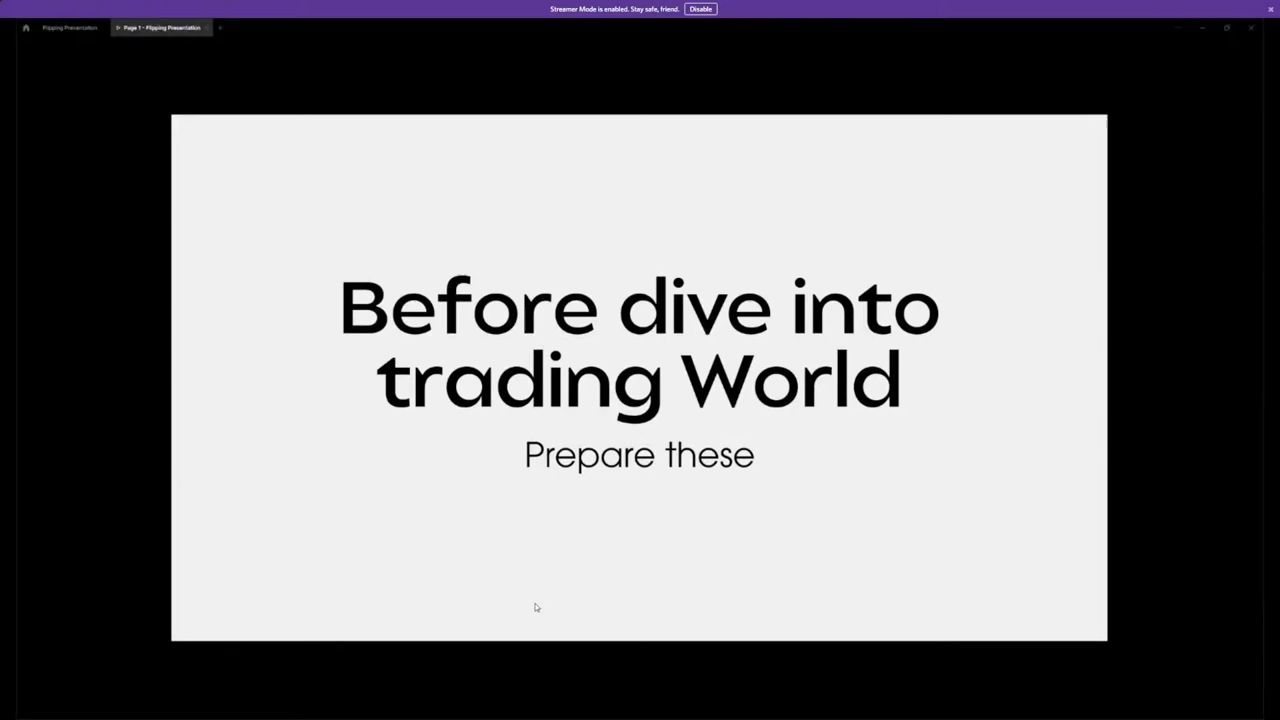 Streamer Mode is enabled. Stay safe, friend. Disable
Flipping Presentation
Page 1 - Flipping Presentation
Before dive into
trading World
Prepare these